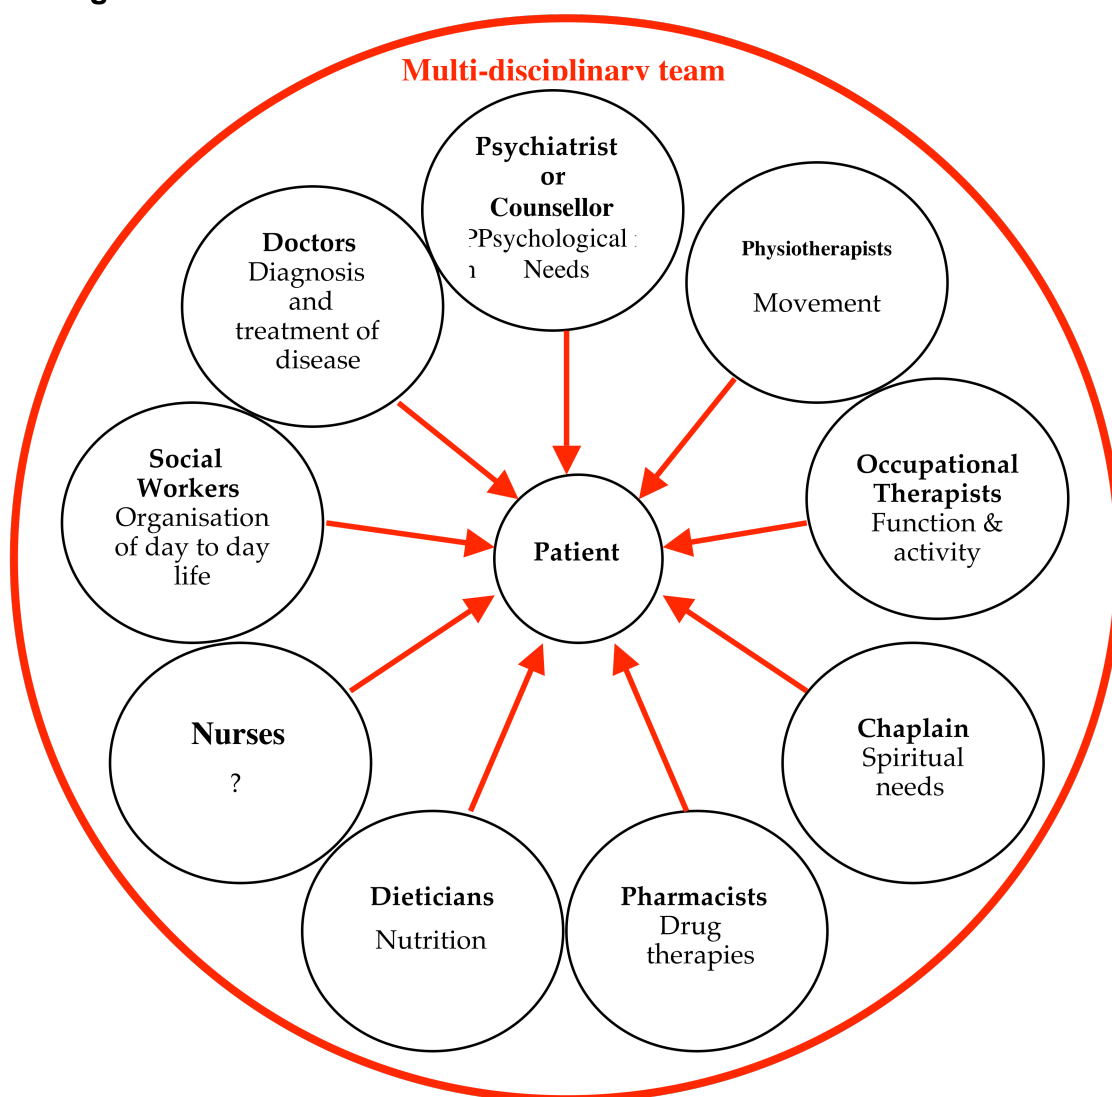 Multi-disciplinary team
Psychiatrist
or
Counsellor
PPsychological
n Needs
Physiotherapists
Movement
Doctors
Diagnosis
and
treatment of
disease
Occupational
Therapists
Function &
activity
Social
Workers
Organisation
of day to day
life
Patient
Nurses
?
Chaplain
Spiritual
needs
Dieticians
Nutrition
Pharmacists
Drug
therapies